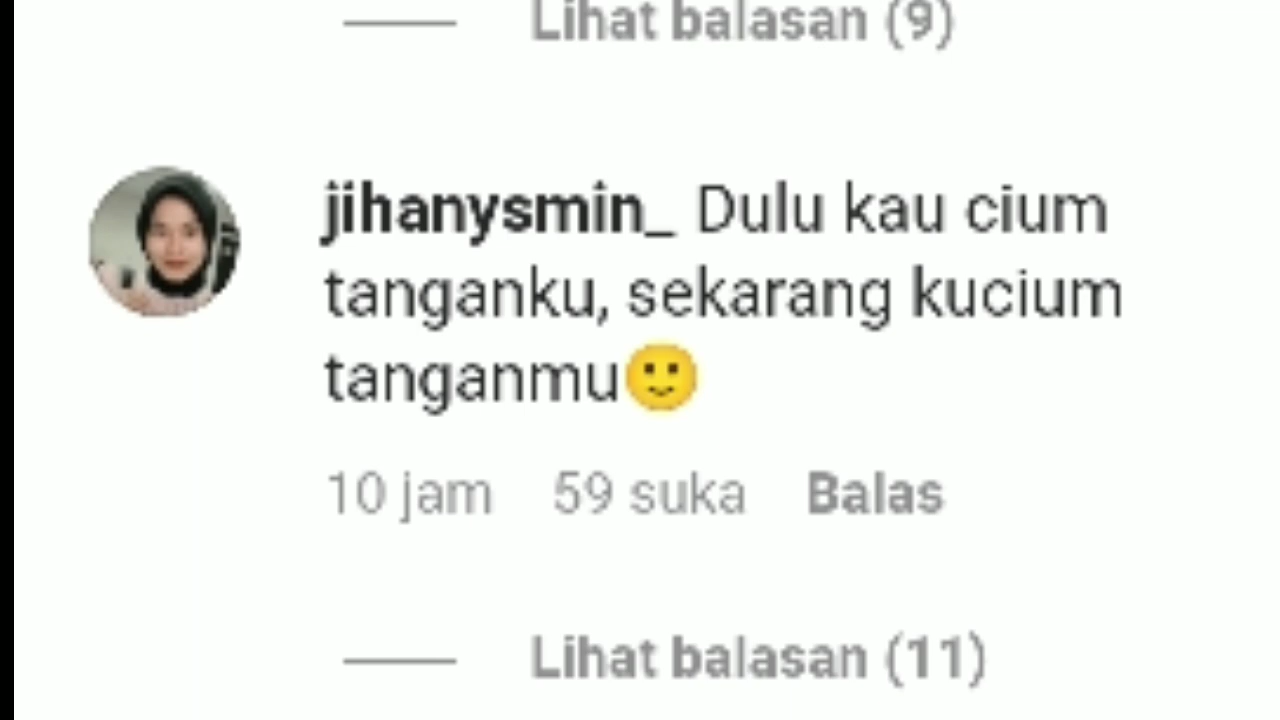 Lihat balasan (9)
jihanysmin_ Dulu kau cium
tanganku, sekarang kucium
tanganmu🙂
10 jam 59 suka Balas
Lihat balasan (11)